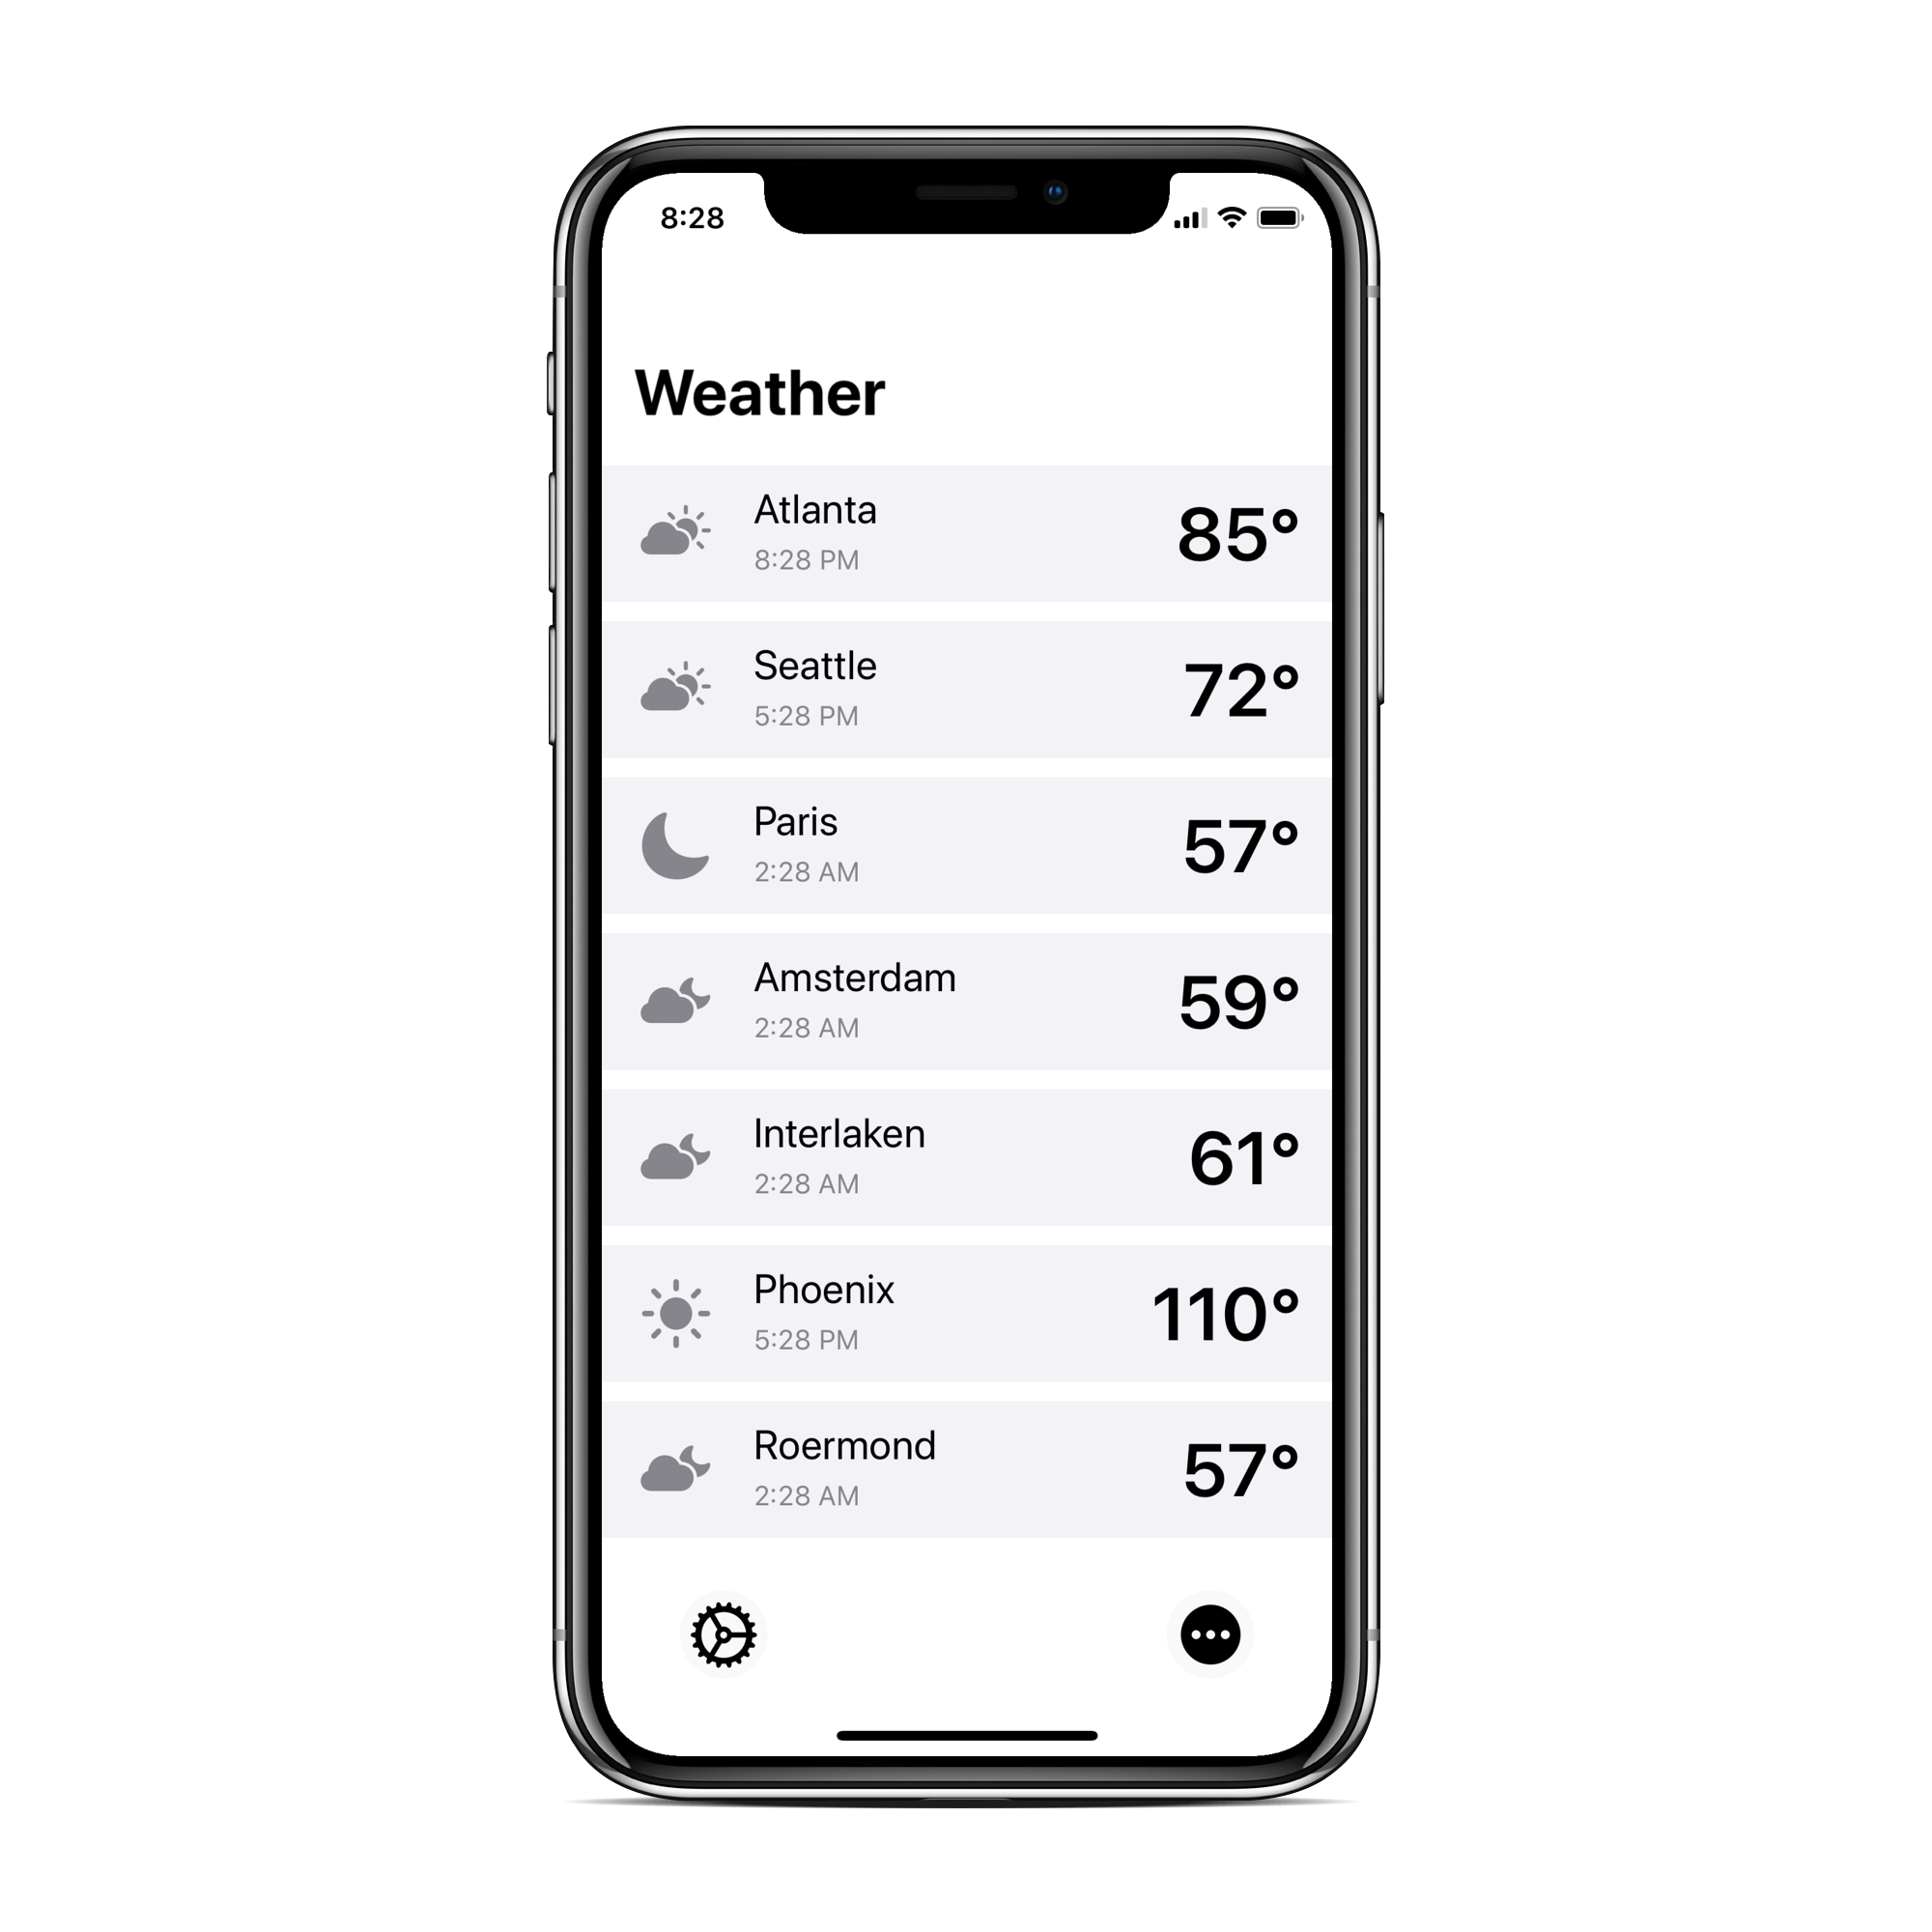 8:28
Weather
Atlanta
8:28 PM
85°
Seattle
5:28 PM
72°
Paris
2:28 AM
57°
Amsterdam
2:28 AM
59°
Interlaken
2:28 AM
61°
Phoenix
5:28 PM
110°
Roermond
2:28 AM
57°